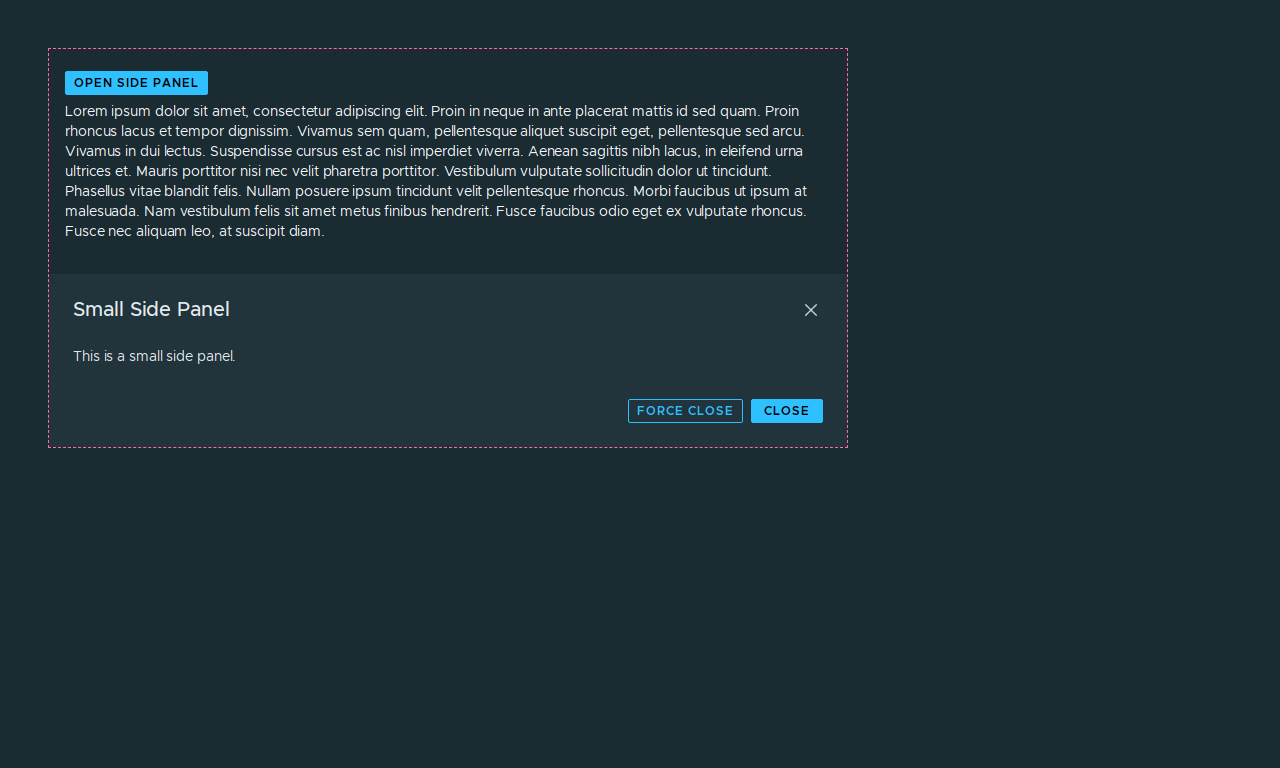 OPEN SIDE PANEL
Lorem ipsum dolor sit amet, consectetur adipiscing elit. Proin in neque in ante placerat mattis id sed quam. Proin
rhoncus lacus et tempor dignissim. Vivamus sem quam, pellentesque aliquet suscipit eget, pellentesque sed arcu.
Vivamus in dui lectus. Suspendisse cursus est ac nisl imperdiet viverra. Aenean sagittis nibh lacus, in eleifend urna
ultrices et. Mauris porttitor nisi nec velit pharetra porttitor. Vestibulum vulputate sollicitudin dolor ut tincidunt.
Phasellus vitae blandit felis. Nullam posuere ipsum tincidunt velit pellentesque rhoncus. Morbi faucibus ut ipsum at
malesuada. Nam vestibulum felis sit amet metus finibus hendrerit. Fusce faucibus odio eget ex vulputate rhoncus.
Fusce nec aliquam leo, at suscipit diam.
Small Side Panel
This is a small side panel.
FORCE CLOSE CLOSE